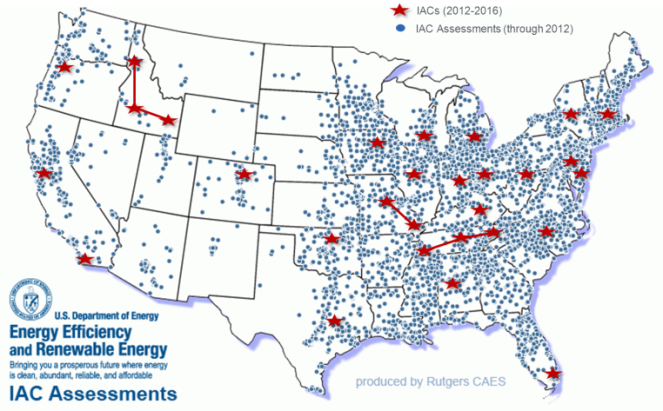 IACs (2012-2016)
IAC Assessments (through 2012)
U.S. Department of Energy
Energy Efficiency
and Renewable Energy
Bringing you a prosperous future where energy
is clean, abundant, reliable, and affordable
IAC Assessments
produced by Rutgers CAES